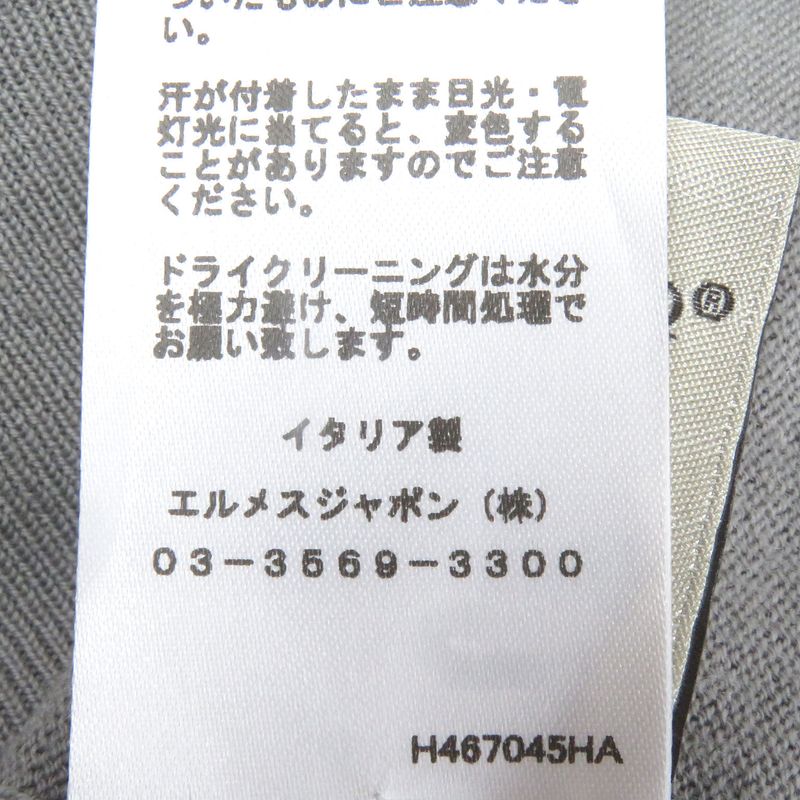 い。
汗が付着したまま日光・電
灯光に当てると、変色する
ことがありますのでご注意
ください。
ドライクリーニングは水分
を極力避け、短時間処理で
お願い致します。
イタリア製
エルメスジャポン（株）
03-3569-3300
®
H467045HA